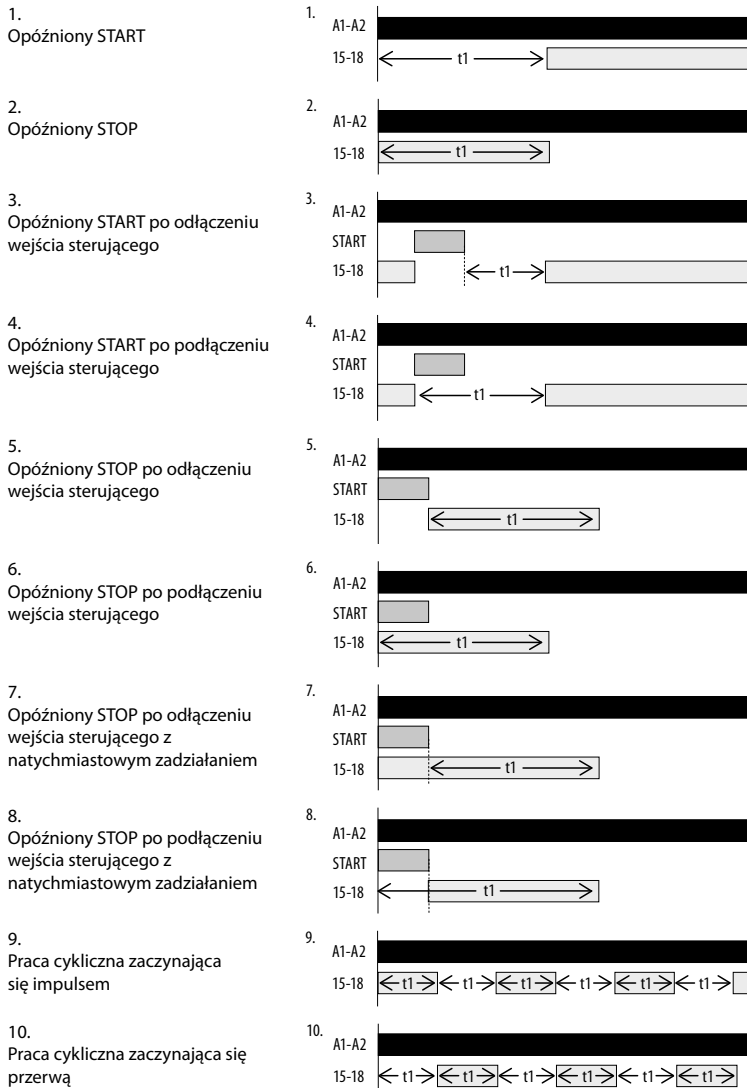 1.
Opóźniony START
1.
A1-A2
15-18
t1
2.
Opóźniony STOP
2.
A1-A2
15-18
t1
3.
Opóźniony START po odłączeniu
wejścia sterującego
3.
A1-A2
START
15-18
t1
4.
Opóźniony START po podłączeniu
wejścia sterującego
4.
A1-A2
START
15-18
t1
5.
Opóźniony STOP po odłączeniu
wejścia sterującego
5.
A1-A2
START
15-18
t1
6.
Opóźniony STOP po podłączeniu
wejścia sterującego
6.
A1-A2
START
15-18
t1
7.
Opóźniony STOP po odłączeniu
wejścia sterującego z
natychmiastowym zadziałaniem
7.
A1-A2
START
15-18
t1
8.
Opóźniony STOP po podłączeniu
wejścia sterującego z
natychmiastowym zadziałaniem
8.
A1-A2
START
15-18
t1
9.
Praca cykliczna zaczynająca
się impulsem
9.
A1-A2
15-18 t1 t1 t1 t1 t1 t1
10.
Praca cykliczna zaczynająca się
przerwą
10.
A1-A2
15-18 t1 t1 t1 t1 t1 t1